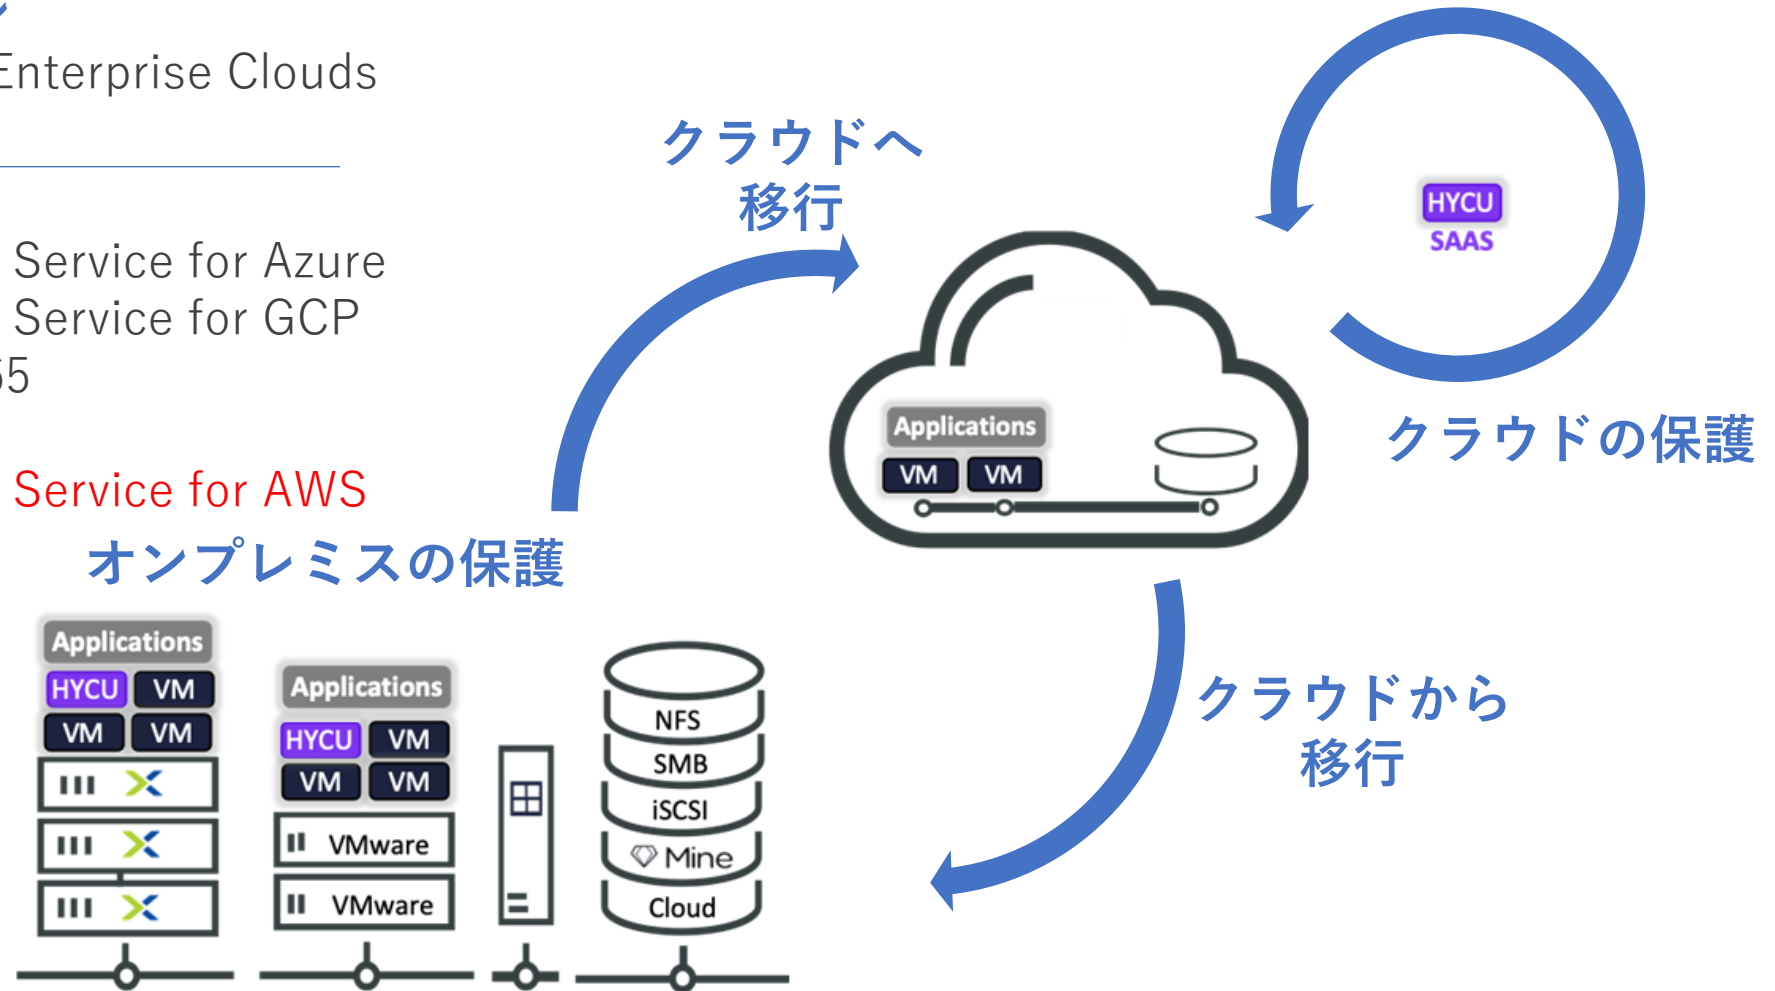 Enterprise Clouds
Service for Azure
Service for GCP
65
Service for AWS
クラウドへ
移行
HYCU
SAAS
クラウドの保護
Applications
VM VM
オンプレミスの保護
クラウドから
移行
Applications
HYCU VM
VM VM
Applications
HYCU VM
VM VM
VMware
VMware
NFS
SMB
iSCSI
Mine
Cloud